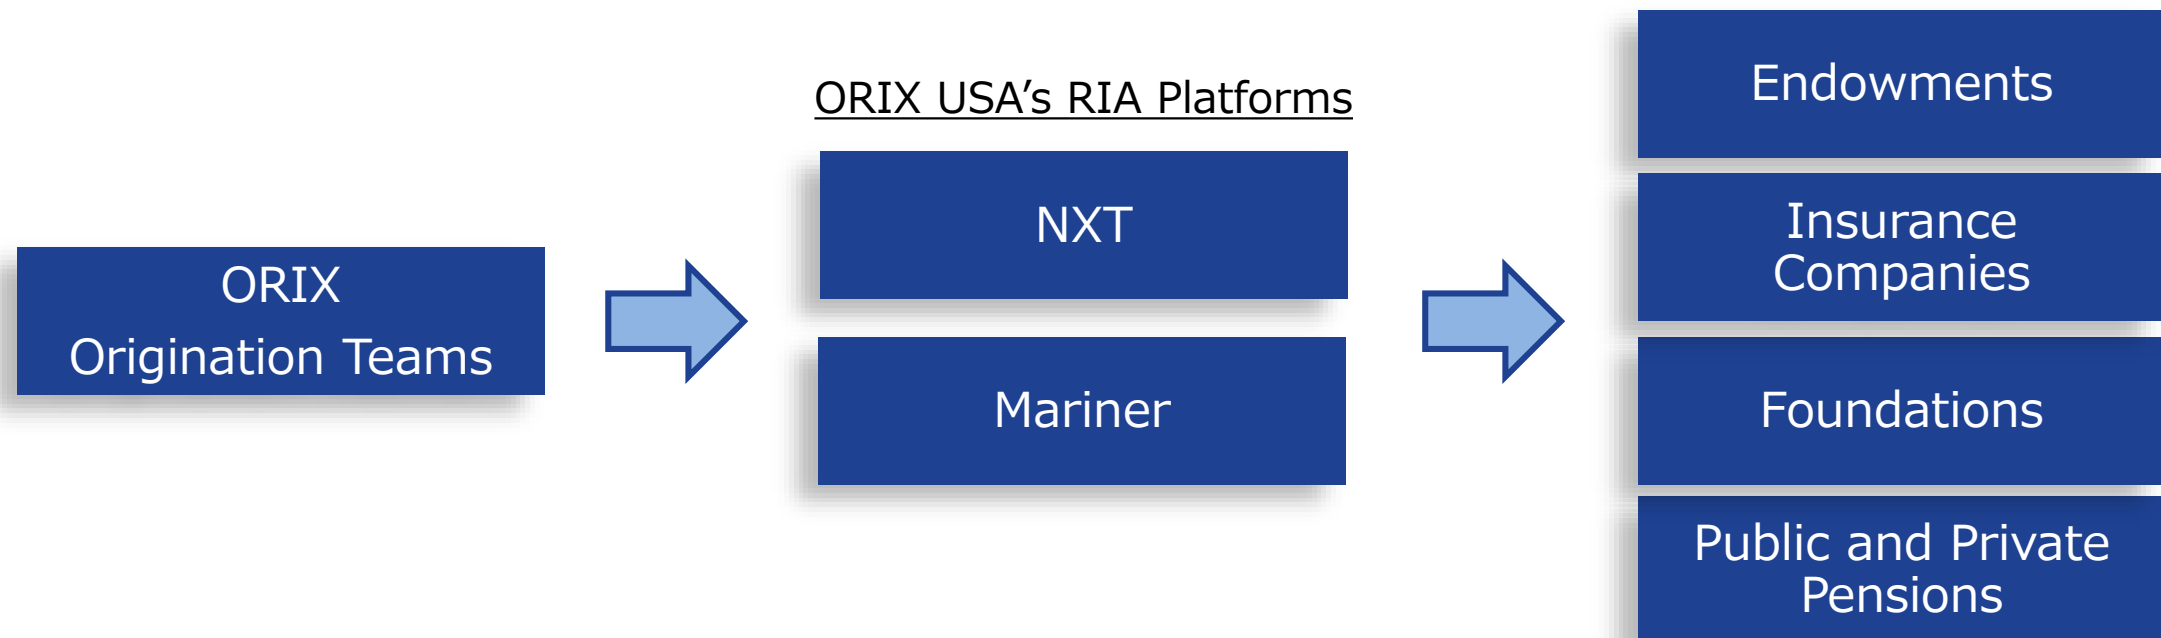 ORIX
Origination Teams
ORIX USA’s RIA Platforms
NXT
Mariner
Endowments
Insurance
Companies
Foundations
Public and Private
Pensions